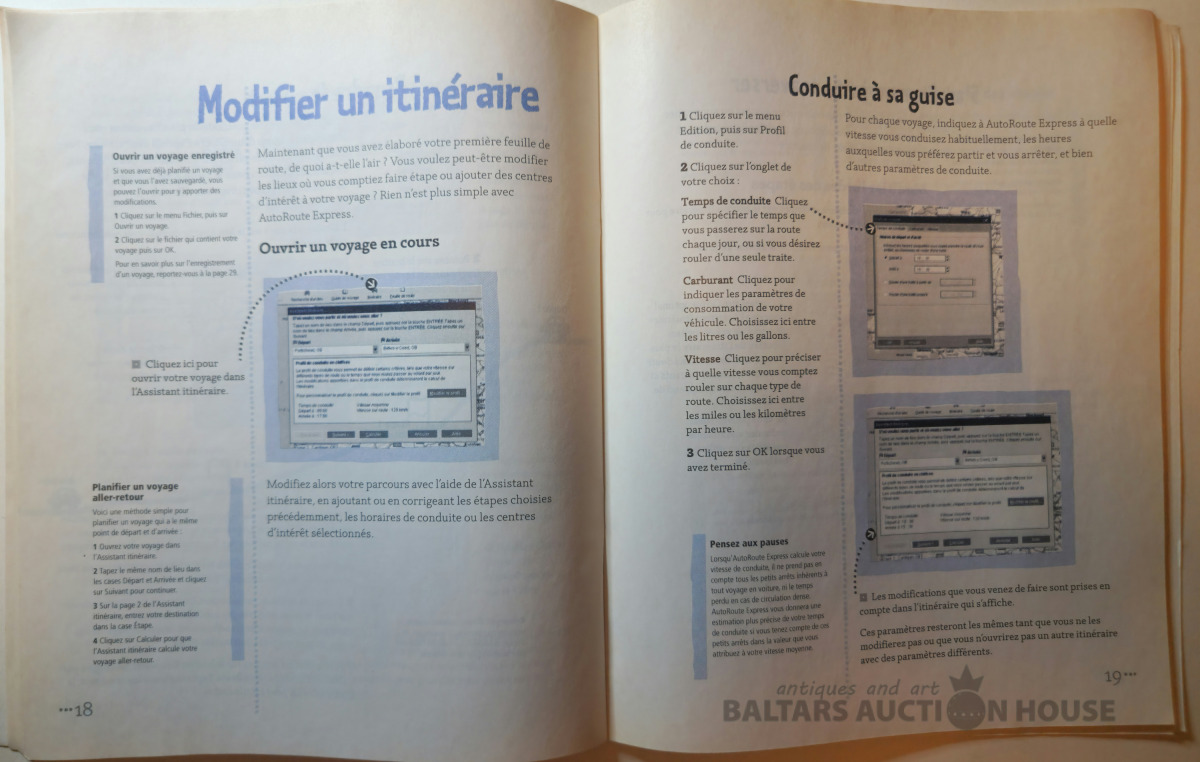 Modifier un itinéraire
Ouvrir un voyage enregistré
Si vous avez déjà planifié un voyage
et que vous l'avez sauvegardé, vous
pouvez l'ouvrir pour y apporter des
modifications.
1 Cliquez sur le menu Fichier, puis sur
Ouvrir un voyage.
2 Cliquez sur le fichier qui contient votre
voyage puis sur OK.
Pour en savoir plus sur l'enregistrement
d'un voyage, reportez-vous à la page 29.
Maintenant que vous avez élaboré votre première feuille de
route, de quoi a-t-elle l'air ? Vous voulez peut-être modifier
les lieux où vous comptiez faire étape ou ajouter des centres
d'intérêt à votre voyage ? Rien n'est plus simple avec
AutoRoute Express.
Ouvrir un voyage en cours
Cliquez ici pour
ouvrir votre voyage dans
l'Assistant itinéraire.
D'où voulez-vous partir et où voulez-vous aller ?
Profil de conduite en chiffres
Modifiez alors votre parcours avec l'aide de l'Assistant
itinéraire, en ajoutant ou en corrigeant les étapes choisies
précédemment, les horaires de conduite ou les centres
d'intérêt sélectionnés.
Planifier un voyage
aller-retour
Voici une méthode simple pour
planifier un voyage qui a le même
point de départ et d'arrivée
1 Ouvrez votre voyage dans
l'Assistant itinéraire.
2 Tapez le même nom de lieu dans
les cases Départ et Arrivée et cliquez
sur Suivant pour continuer.
3 Sur la page 2 de l'Assistant
itinéraire, entrez votre destination
dans la case Étape.
4 Cliquez sur Calculer pour que
l'Assistant itinéraire calcule votre
voyage aller-retour.
18
Conduire à sa guise
1 Cliquez sur le menu
Edition, puis sur Profil
de conduite.
2 Cliquez sur l'onglet de
votre choix :
Temps de conduite Cliquez
pour spécifier le temps que
vous passerez sur la route
chaque jour, ou si vous désirez
rouler d'une seule traite.
Carburant Cliquez pour
indiquer les paramètres de
consommation de votre
véhicule. Choisissez ici entre
les litres ou les gallons.
Vitesse Cliquez pour préciser
à quelle vitesse vous comptez
rouler sur chaque type de
route. Choisissez ici entre
les miles ou les kilomètres
par heure.
3 Cliquez sur OK lorsque vous
avez terminé.
Pour chaque voyage, indiquez à AutoRoute Express à quelle
vitesse vous conduisez habituellement, les heures
auxquelles vous préférez partir et vous arrêter, et bien
d'autres paramètres de conduite.
Pensez aux pauses
Lorsqu'AutoRoute Express calcule votre
vitesse de conduite, il ne prend pas en
compte tous les petits arrêts inhérents à
tout voyage en voiture, ni le temps
perdu en cas de circulation dense.
AutoRoute Express vous donnera une
estimation plus précise de votre temps
de conduite si vous tenez compte de ces
petits arrêts dans la valeur que vous
attribuez à votre vitesse moyenne.
Les modifications que vous venez de faire sont prises en
compte dans l'itinéraire qui s'affiche.
Ces paramètres resteront les mêmes tant que vous ne les
modifierez pas ou que vous n'ouvrirez pas un autre itinéraire
avec des paramètres différents.
19
antiques and art
BALTARS AUCTION HOUSE